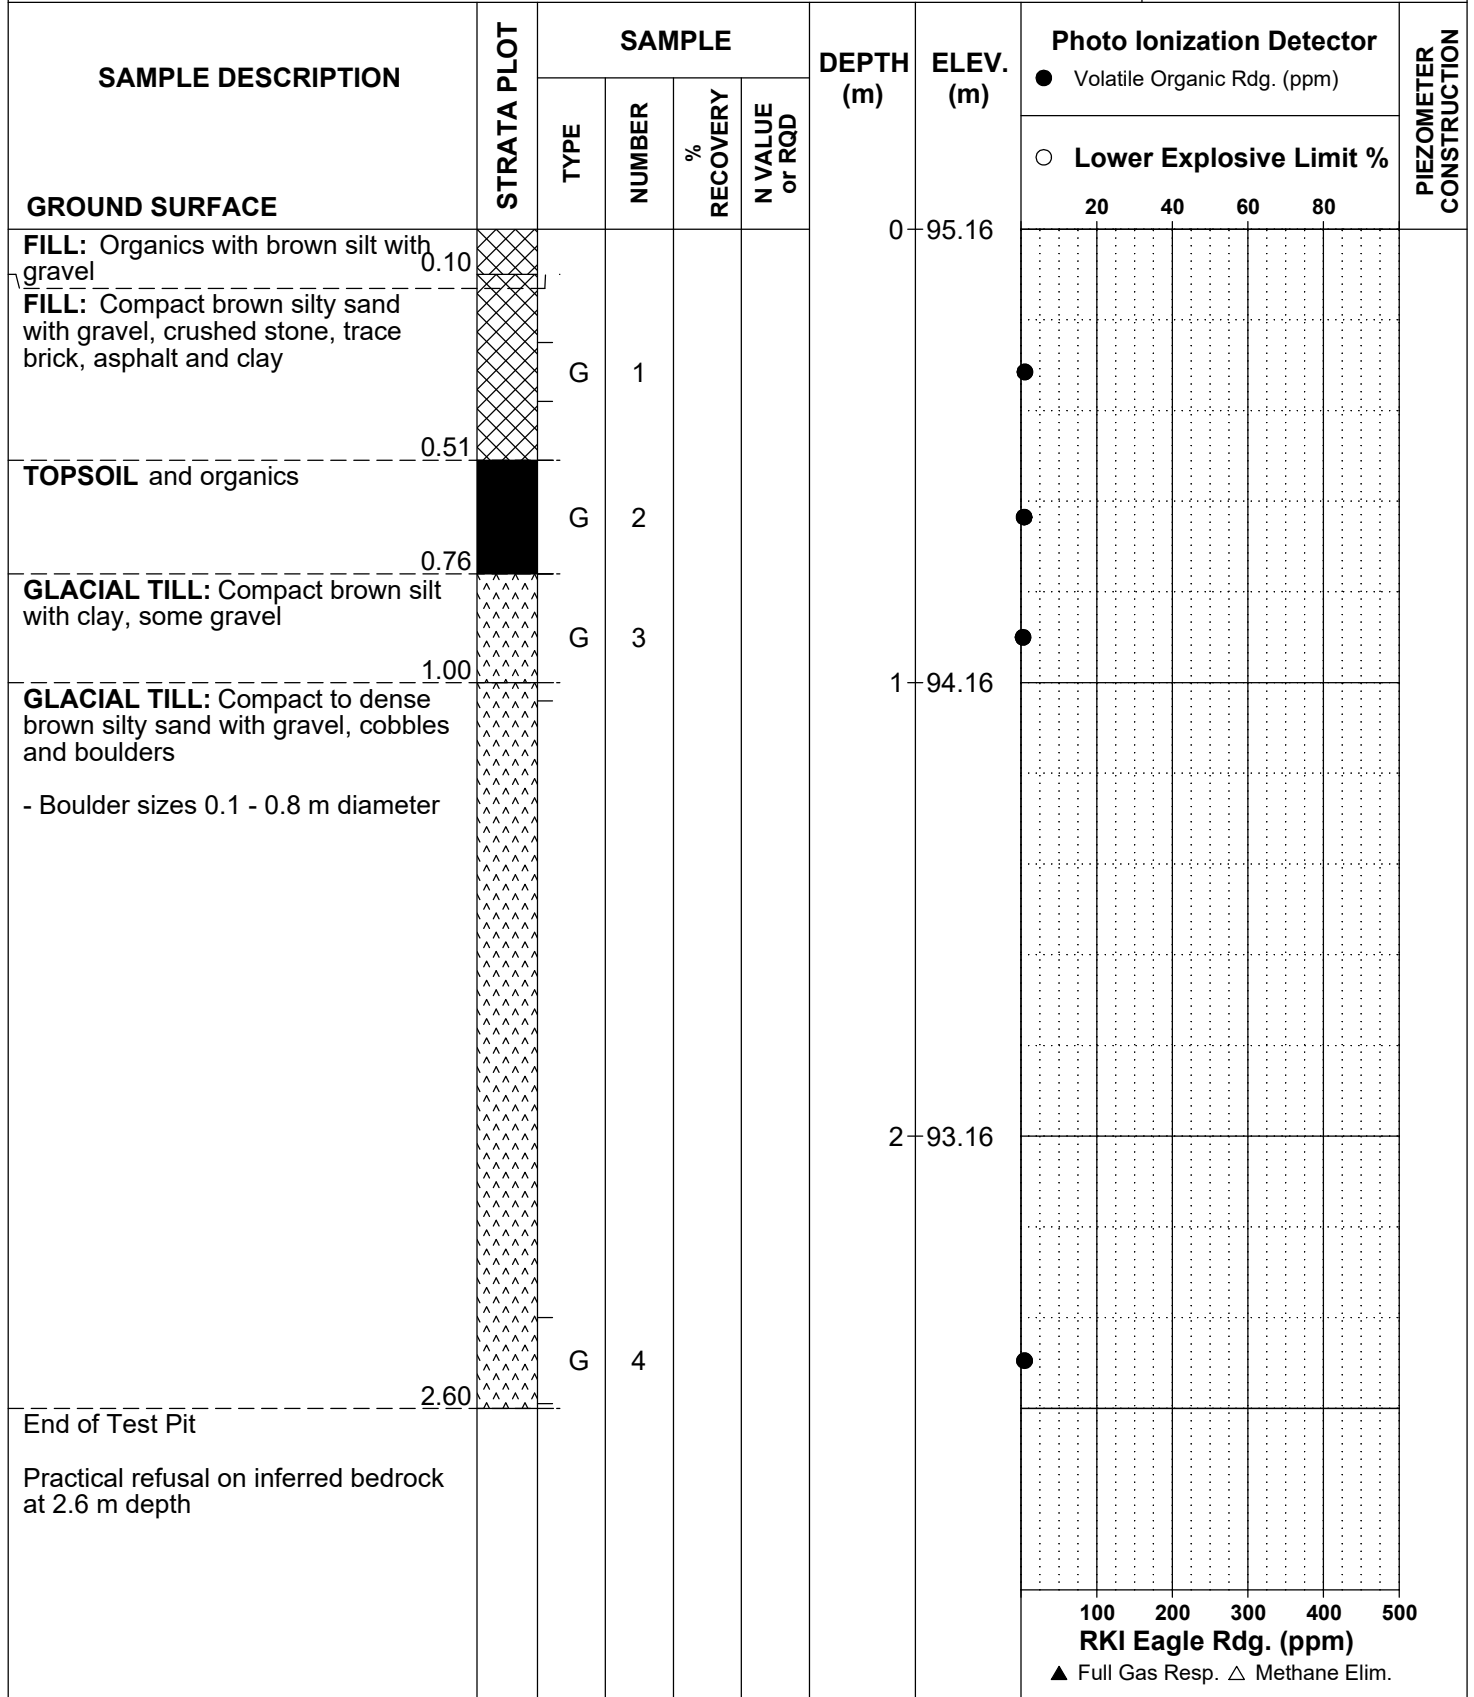 SAMPLE DESCRIPTION
GROUND SURFACE
STRATA PLOT
SAMPLE
TYPE
NUMBER
%
RECOVERY
N VALUE
or RQD
DEPTH
(m)
ELEV.
(m)
Photo Ionization Detector
● Volatile Organic Rdg. (ppm)
○ Lower Explosive Limit %
20 40 60 80
PIEZOMETER
CONSTRUCTION
0 95.16
FILL: Organics with brown silt with
gravel
0.10
FILL: Compact brown silty sand
with gravel, crushed stone, trace
brick, asphalt and clay
G 1
0.51
TOPSOIL and organics
G 2
0.76
GLACIAL TILL: Compact brown silt
with clay, some gravel
G 3
1.00
1 94.16
GLACIAL TILL: Compact to dense
brown silty sand with gravel, cobbles
and boulders
- Boulder sizes 0.1 - 0.8 m diameter
2 93.16
G 4
2.60
End of Test Pit
Practical refusal on inferred bedrock
at 2.6 m depth
100 200 300 400 500
RKI Eagle Rdg. (ppm)
▲ Full Gas Resp. △ Methane Elim.